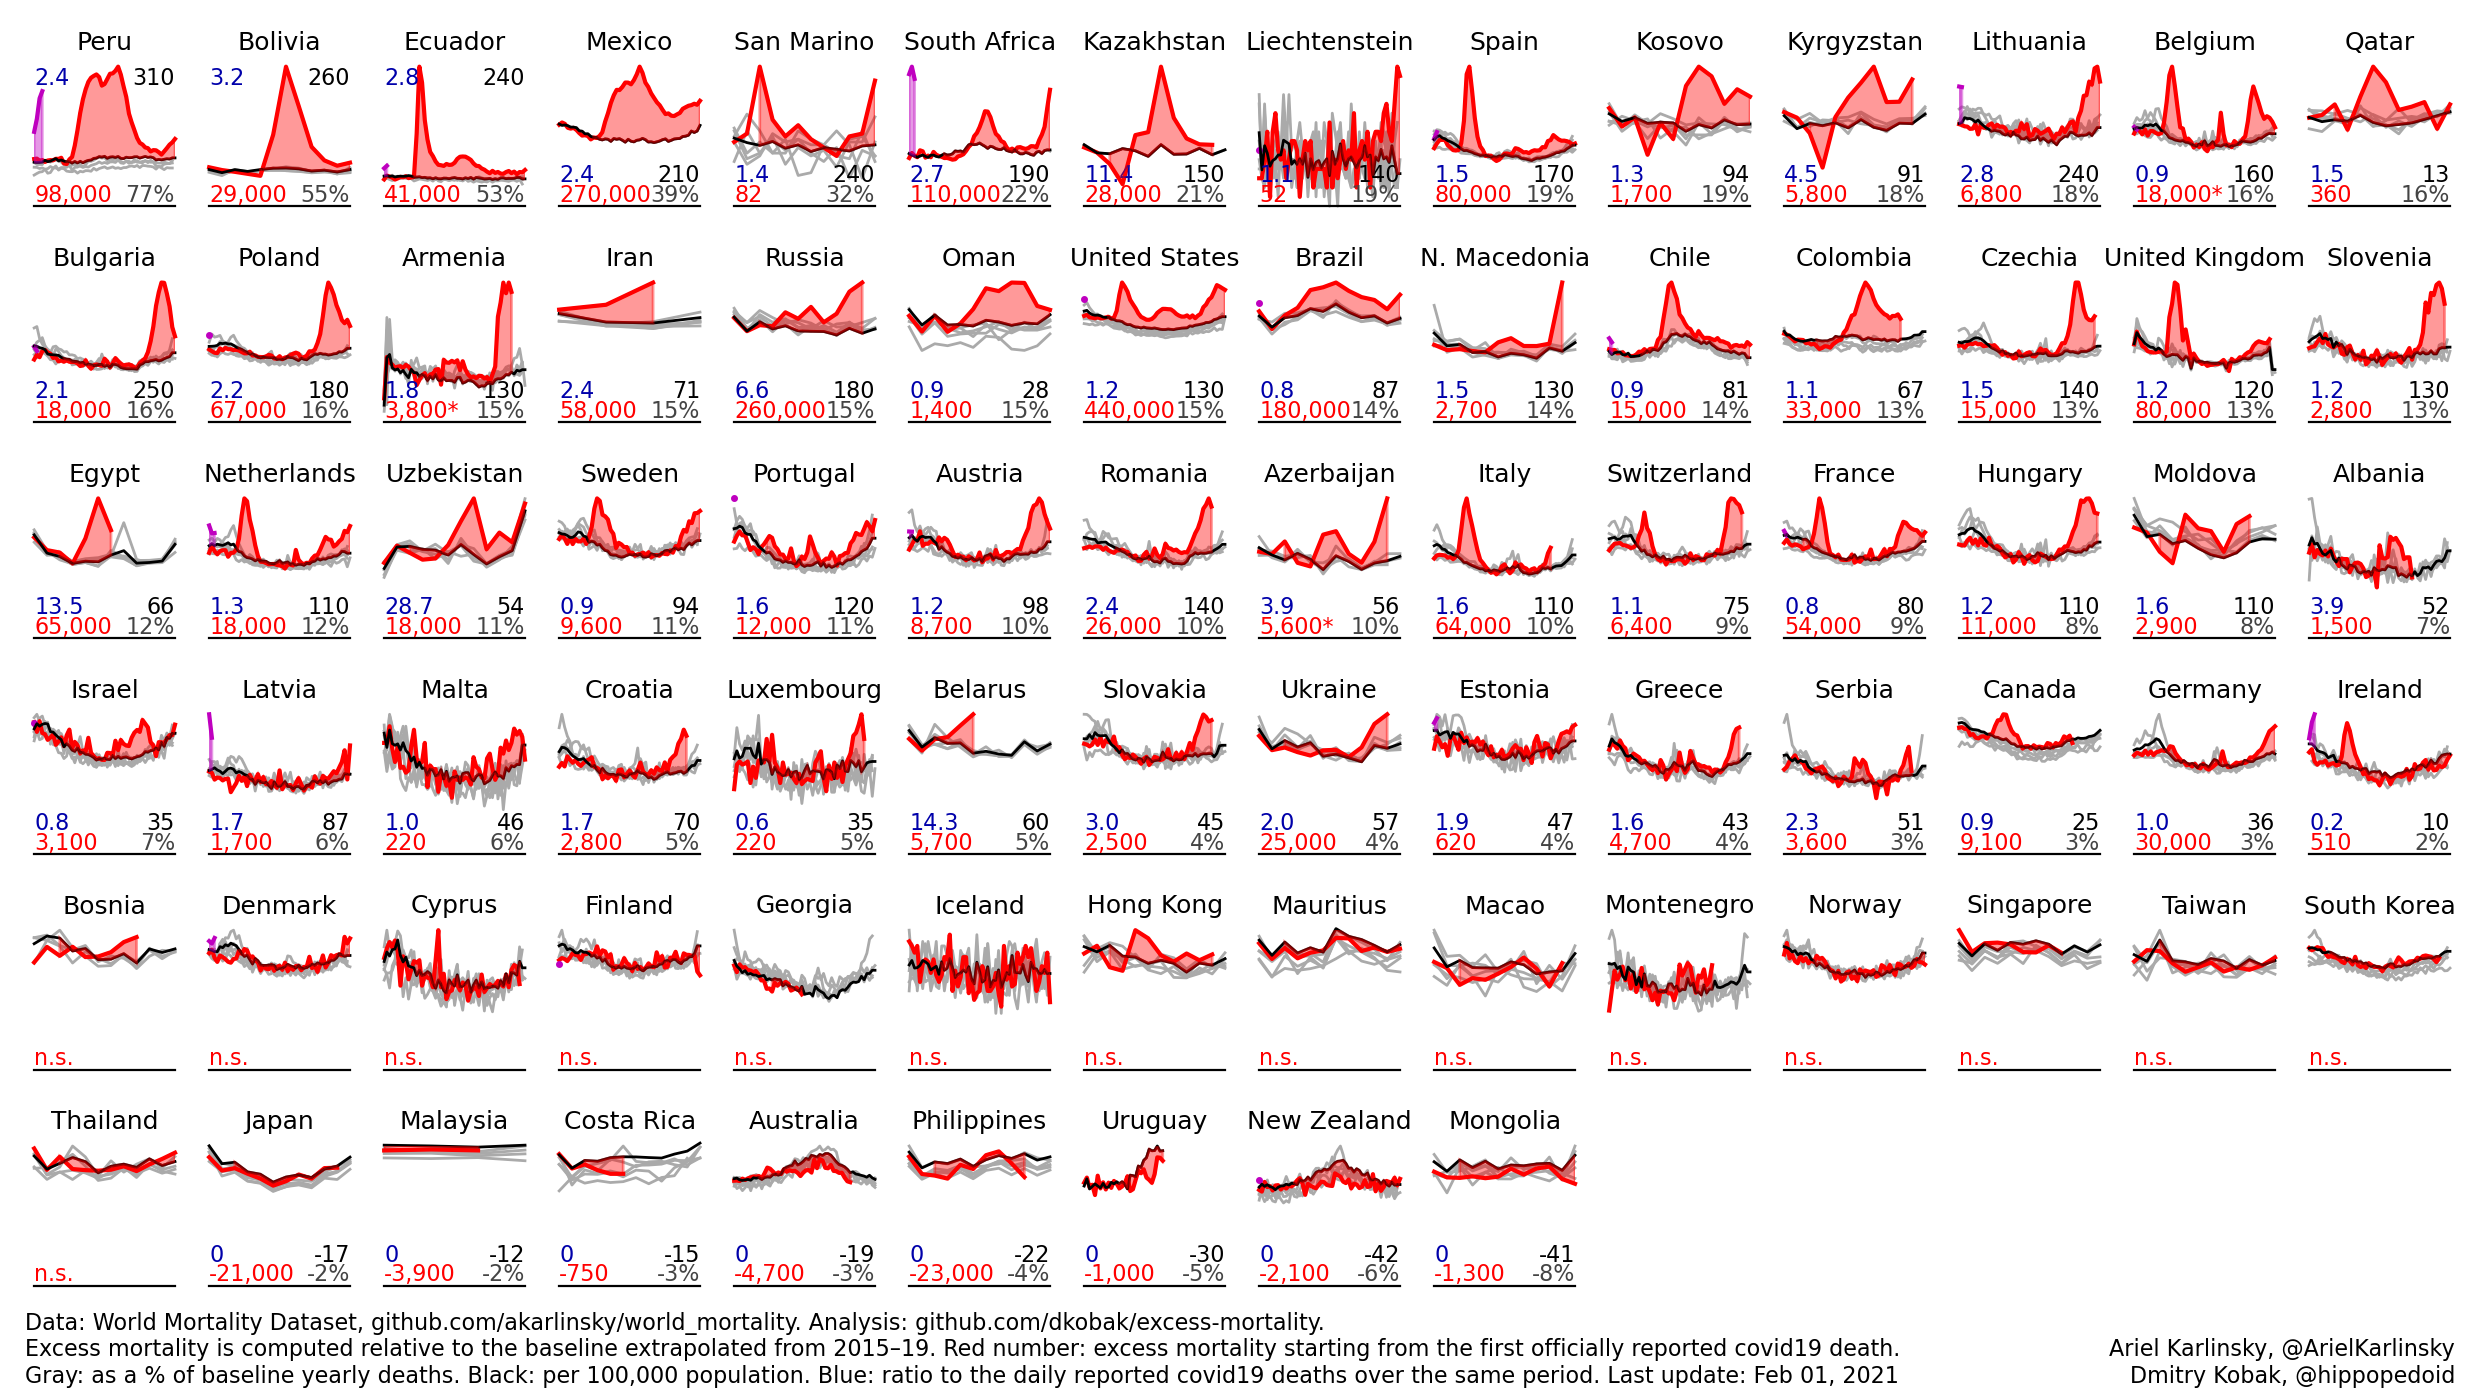 Peru Bolivia Ecuador Mexico San Marino South Africa Kazakhstan Liechtenstein Spain Kosovo Kyrgyzstan Lithuania Belgium Qatar
2.4 310 3.2 260 2.8 240
2.4 210 1.4 240 2.7 190 11.4 150 1.1 140 1.5 170 1.3 94 4.5 91 2.8 240 0.9 160 1.5 13
98,000 77% 29,000 55% 41,000 53% 270,000 39% 82 32% 110,000 22% 28,000 21% 52 19% 80,000 19% 1,700 19% 5,800 18% 6,800 18% 18,000* 16% 360 16%
Bulgaria Poland Armenia Iran Russia Oman United States Brazil N. Macedonia Chile Colombia Czechia United Kingdom Slovenia
2.1 250 2.2 180 1.8 130 2.4 71 6.6 180 0.9 28 1.2 130 0.8 87 1.5 130 0.9 81 1.1 67 1.5 140 1.2 120 1.2 130
18,000 16% 67,000 16% 3,800* 15% 58,000 15% 260,000 15% 1,400 15% 440,000 15% 180,000 14% 2,700 14% 15,000 14% 33,000 13% 15,000 13% 80,000 13% 2,800 13%
Egypt Netherlands Uzbekistan Sweden Portugal Austria Romania Azerbaijan Italy Switzerland France Hungary Moldova Albania
13.5 66 1.3 110 28.7 54 0.9 94 1.6 120 1.2 98 2.4 140 3.9 56 1.6 110 1.1 75 0.8 80 1.2 110 1.6 110 3.9 52
65,000 12% 18,000 12% 18,000 11% 9,600 11% 12,000 11% 8,700 10% 26,000 10% 5,600* 10% 64,000 10% 6,400 9% 54,000 9% 11,000 8% 2,900 8% 1,500 7%
Israel Latvia Malta Croatia Luxembourg Belarus Slovakia Ukraine Estonia Greece Serbia Canada Germany Ireland
0.8 35 1.7 87 1.0 46 1.7 70 0.6 35 14.3 60 3.0 45 2.0 57 1.9 47 1.6 43 2.3 51 0.9 25 1.0 36 0.2 10
3,100 7% 1,700 6% 220 6% 2,800 5% 220 5% 5,700 5% 2,500 4% 25,000 4% 620 4% 4,700 4% 3,600 3% 9,100 3% 30,000 3% 510 2%
Bosnia Denmark Cyprus Finland Georgia Iceland Hong Kong Mauritius Macao Montenegro Norway Singapore Taiwan South Korea
n.s. n.s. n.s. n.s. n.s. n.s. n.s. n.s. n.s. n.s. n.s. n.s. n.s. n.s.
Thailand Japan Malaysia Costa Rica Australia Philippines Uruguay New Zealand Mongolia
0 -17 0 -12 0 -15 0 -19 0 -22 0 -30 0 -42 0 -41
n.s. -21,000 -2% -3,900 -2% -750 -3% -4,700 -3% -23,000 -4% -1,000 -5% -2,100 -6% -1,300 -8%
Data: World Mortality Dataset, github.com/akarlinsky/world_mortality. Analysis: github.com/dkobak/excess-mortality.
Excess mortality is computed relative to the baseline extrapolated from 2015–19. Red number: excess mortality starting from the first officially reported covid19 death. Ariel Karlinsky, @ArielKarlinsky
Gray: as a % of baseline yearly deaths. Black: per 100,000 population. Blue: ratio to the daily reported covid19 deaths over the same period. Last update: Feb 01, 2021 Dmitry Kobak, @hippopedoid